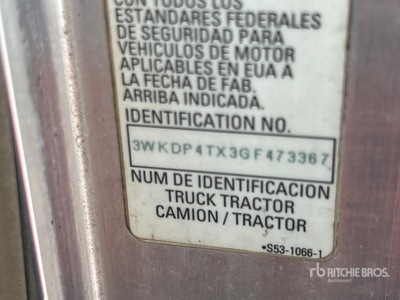 CON TODOS LOS
ESTANDARES FEDERALES
DE SEGURIDAD PARA
VEHICULOS DE MOTOR
APLICABLES EN EUA A
LA FECHA DE FAB.
ARRIBA INDICADA.
IDENTIFICATION NO.
3WKDP4TX3GF473367
NUM DE IDENTIFICACION
TRUCK TRACTOR
CAMION / TRACTOR
•S53-1066-1
rb RITCHIE BROS.